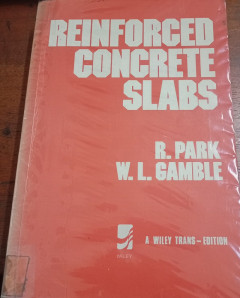 REINFORCED
CONCRETE
SLABS
R. PARK
W. L. GAMBLE
A WILEY TRANS-EDITION